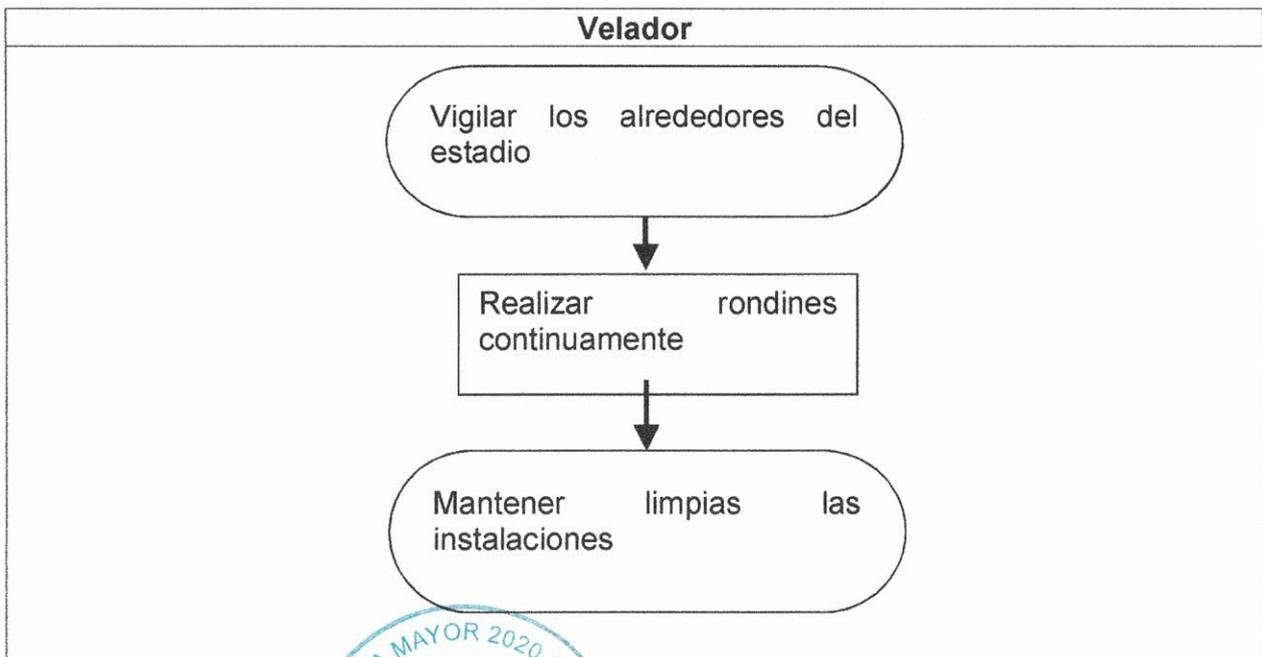 Velador
Vigilar los alrededores del
estadio
Realizar rondines
continuamente
Mantener limpias las
instalaciones
MAYOR 2020